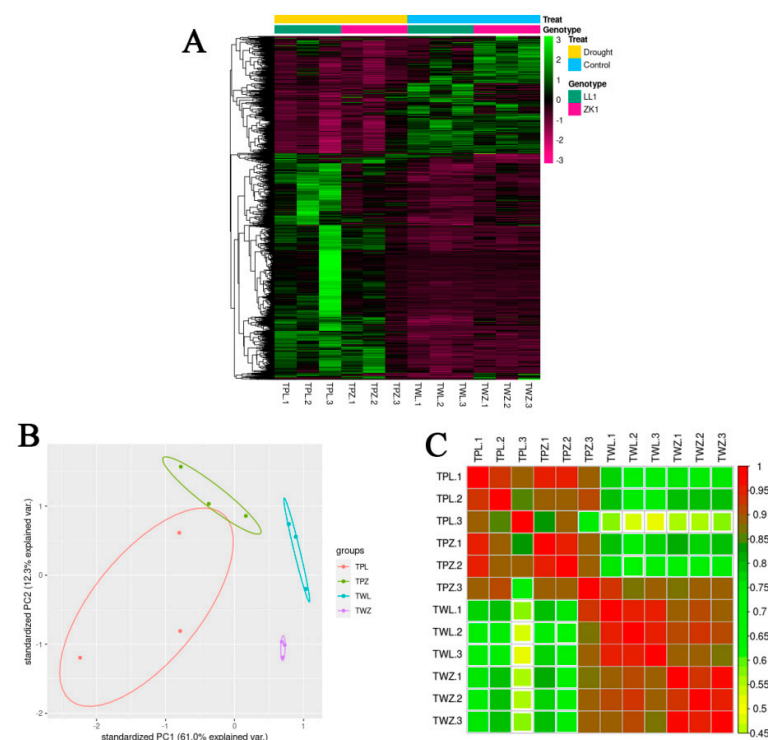 A
Treat
Genotype
3
2
1
0
-1
-2
-3
Treat
Drought
Control
Genotype
LL1
ZK1
TPL.1
TPL.2
TPL.3
TPZ.1
TPZ.2
TPZ.3
TWL.1
TWL.2
TWL.3
TWZ.1
TWZ.2
TWZ.3
B
standardized PC2 (12.3% explained var.)
1
0
-1
-2
-2
-1
0
1
standardized PC1 (61.0% explained var.)
groups
TPL
TPZ
TWL
TWZ
C
TPL.1
TPL.2
TPL.3
TPZ.1
TPZ.2
TPZ.3
TWL.1
TWL.2
TWL.3
TWZ.1
TWZ.2
TWZ.3
TPL.1
TPL.2
TPL.3
TPZ.1
TPZ.2
TPZ.3
TWL.1
TWL.2
TWL.3
TWZ.1
TWZ.2
TWZ.3
1
0.95
0.9
0.85
0.8
0.75
0.7
0.65
0.6
0.55
0.5
0.45